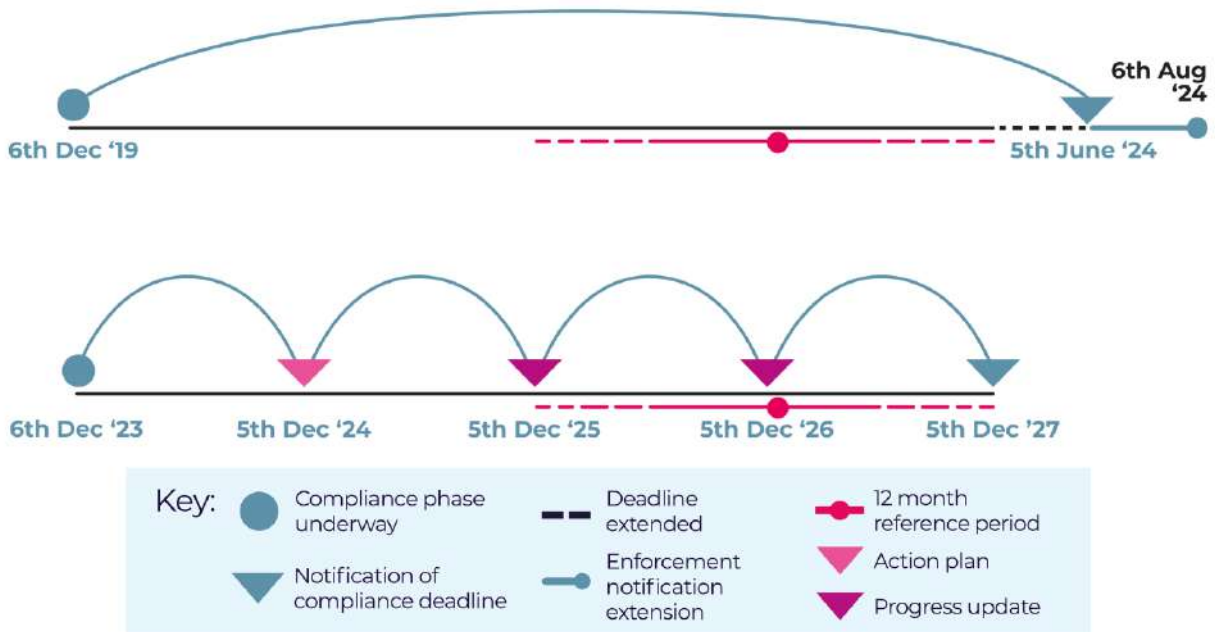 6th Aug
‘24
6th Dec ‘19
5th June ‘24
6th Dec ‘23
5th Dec ‘24
5th Dec ‘25
5th Dec ‘26
5th Dec ’27
Key:
Compliance phase
underway
Deadline
extended
12 month
reference period
Notification of
compliance deadline
Enforcement
notification
extension
Action plan
Progress update